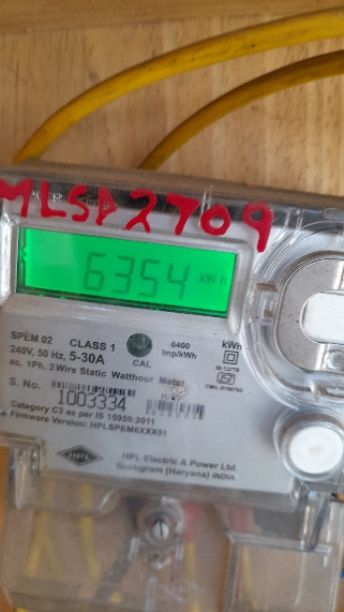 MLSP2709
6354 kWh
SPEM 02 CLASS 1 6400 kWh
240V, 50 Hz, 5-30A CAL Imp/kWh
ac, 1Ph, 2 Wire Static Watthour Meter
S. No. 1003334
Category C3 as per IS 15959:2011
Firmware Version: HPLSPEM0XXX01
HPL
HPL Electric & Power Ltd.
Gurugram (Haryana) INDIA